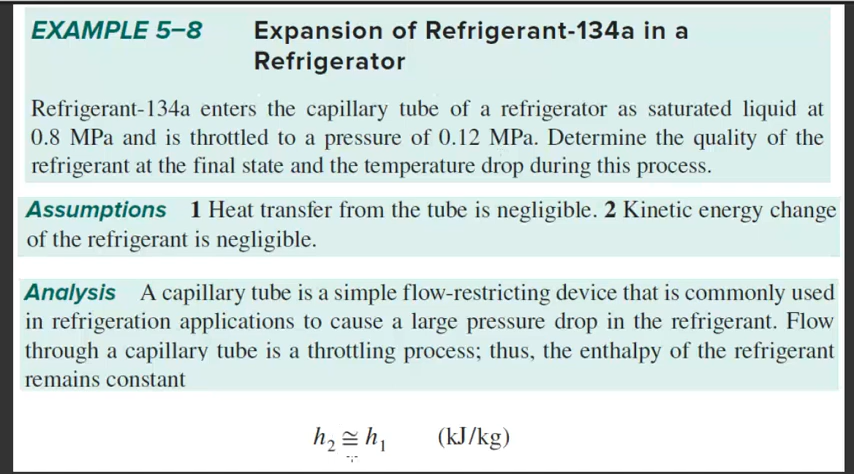 EXAMPLE 5–8 Expansion of Refrigerant-134a in a
Refrigerator
Refrigerant-134a enters the capillary tube of a refrigerator as saturated liquid at
0.8 MPa and is throttled to a pressure of 0.12 MPa. Determine the quality of the
refrigerant at the final state and the temperature drop during this process.
Assumptions 1 Heat transfer from the tube is negligible. 2 Kinetic energy change
of the refrigerant is negligible.
Analysis A capillary tube is a simple flow-restricting device that is commonly used
in refrigeration applications to cause a large pressure drop in the refrigerant. Flow
through a capillary tube is a throttling process; thus, the enthalpy of the refrigerant
remains constant
h₂ ≅ h₁ (kJ/kg)